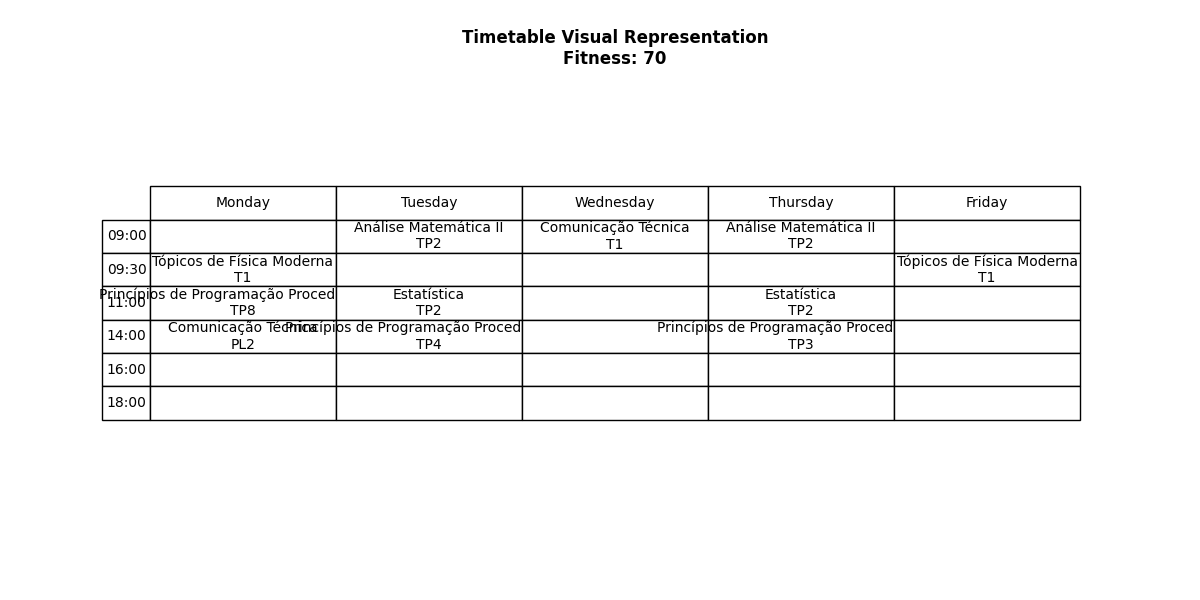 Timetable Visual Representation
Fitness: 70
Monday Tuesday Wednesday Thursday Friday
09:00 Análise Matemática II TP2 Comunicação Técnica T1 Análise Matemática II TP2
09:30 Tópicos de Física Moderna T1 Tópicos de Física Moderna T1
11:00 Princípios de Programação Proced TP8 Estatística TP2 Estatística TP2
14:00 Comunicação Técnica PL2 Princípios de Programação Proced TP4 Princípios de Programação Proced TP3
16:00
18:00